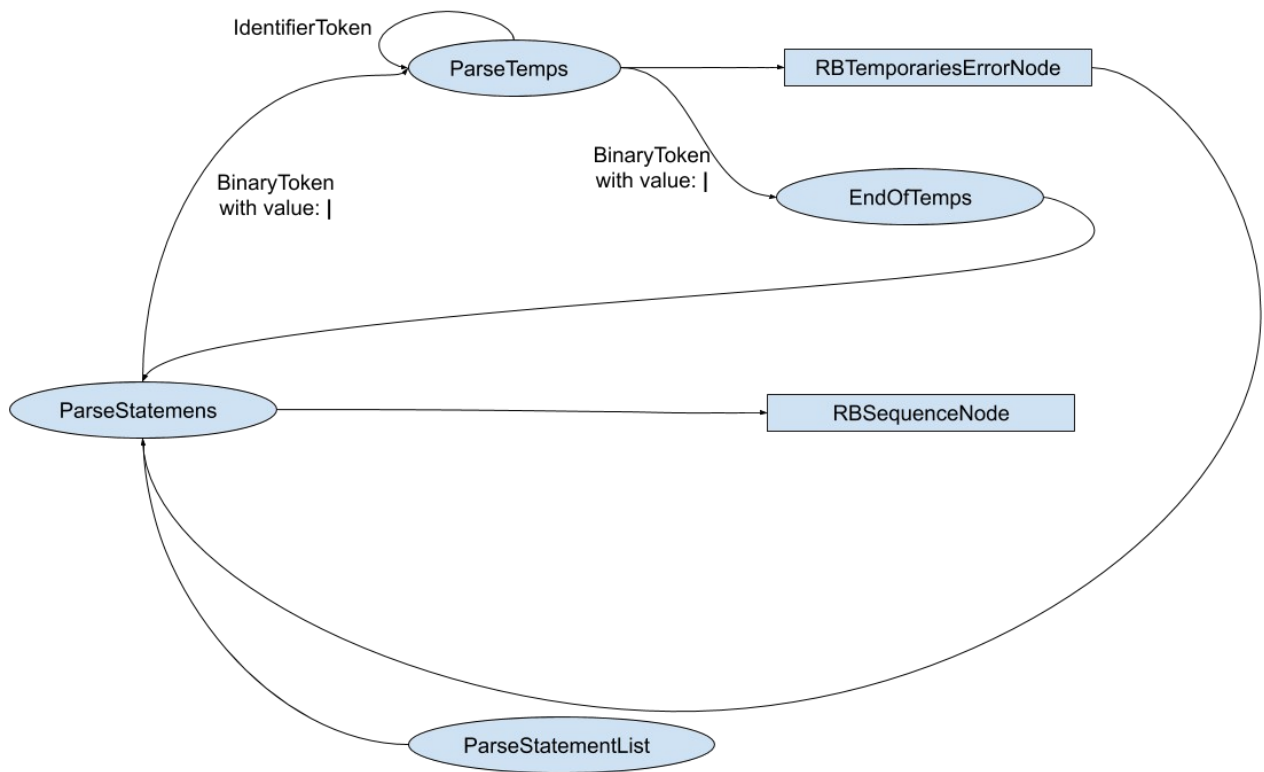 IdentifierToken
ParseTemps
RBTemporariesErrorNode
BinaryToken
with value: |
BinaryToken
with value: |
EndOfTemps
ParseStatemens
RBSequenceNode
ParseStatementList